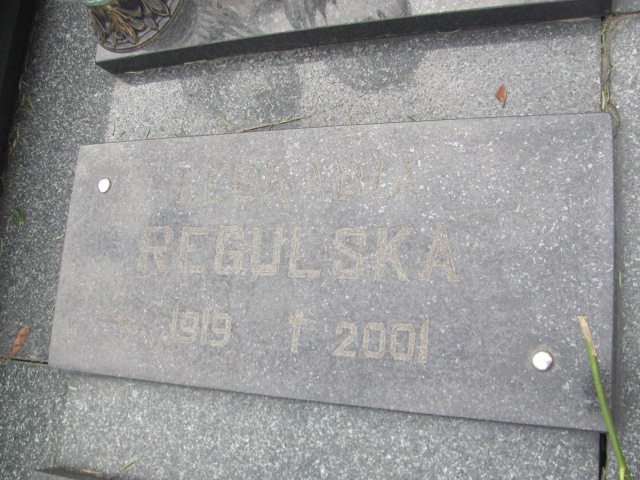 LEOKADIA
REGULSKA
* 1919 † 2001